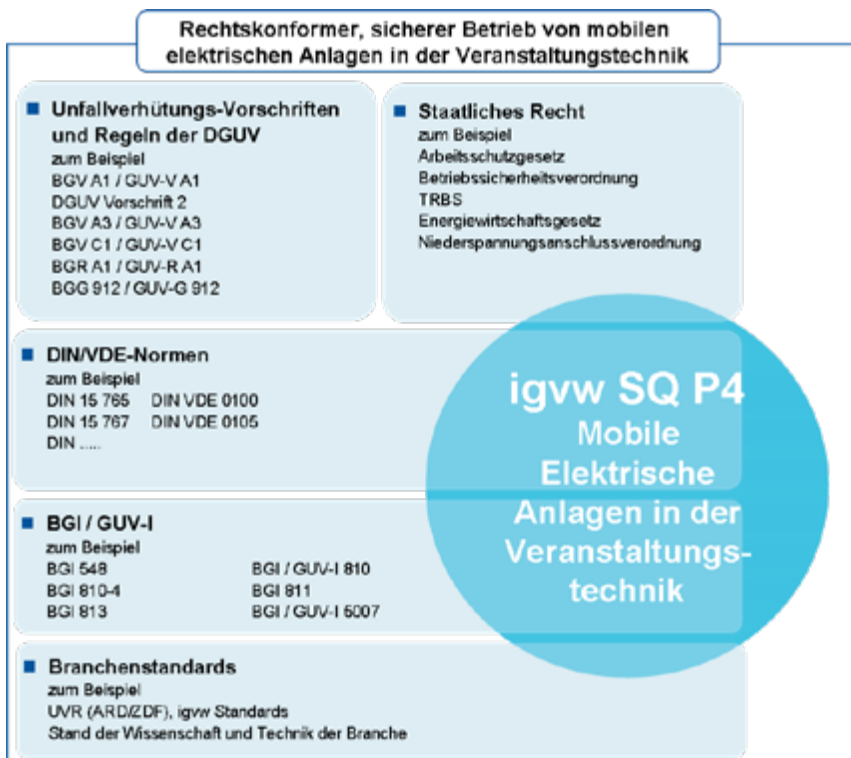 Rechtskonformer, sicherer Betrieb von mobilen
elektrischen Anlagen in der Veranstaltungstechnik
Unfallverhütungs-Vorschriften
und Regeln der DGUV
zum Beispiel
BGV A1 / GUV-V A1
DGUV Vorschrift 2
BGV A3 / GUV-V A3
BGV C1 / GUV-V C1
BGR A1 / GUV-R A1
BGG 912 / GUV-G 912
Staatliches Recht
zum Beispiel
Arbeitsschutzgesetz
Betriebssicherheitsverordnung
TRBS
Energiewirtschaftsgesetz
Niederspannungsanschlussverordnung
DIN/VDE-Normen
zum Beispiel
DIN 15 765 DIN VDE 0100
DIN 15 767 DIN VDE 0105
DIN .....
BGI / GUV-I
zum Beispiel
BGI 548 BGI / GUV-I 810
BGI 810-4 BGI 811
BGI 813 BGI / GUV-I 5007
Branchenstandards
zum Beispiel
UVR (ARD/ZDF), igvw Standards
Stand der Wissenschaft und Technik der Branche
igvw SQ P4
Mobile
Elektrische
Anlagen in der
Veranstaltungs-
technik